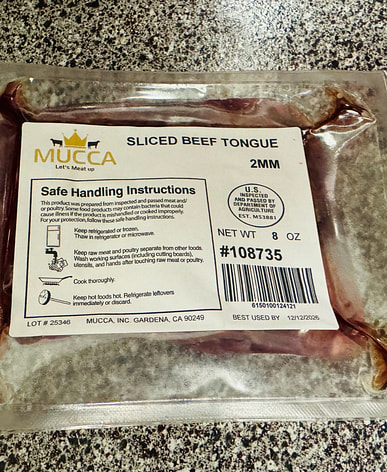 MUCCA
Let's Meat up
SLICED BEEF TONGUE
2MM
Safe Handling Instructions
This product was prepared from inspected and passed meat and/
or poultry. Some food products may contain bacteria that could
cause illness if the product is mishandled or cooked improperly.
For your protection, follow these safe handling instructions.
Keep refrigerated or frozen.
Thaw in refrigerator or microwave.
Keep raw meat and poultry separate from other foods.
Wash working surfaces (including cutting boards),
utensils, and hands after touching raw meat or poultry.
Cook thoroughly.
Keep hot foods hot. Refrigerate leftovers
immediately or discard.
U.S.
INSPECTED
AND PASSED BY
DEPARTMENT OF
AGRICULTURE
EST. M53881
NET WT 8 OZ
#108735
6150100124121
LOT # 25346
MUCCA, INC. GARDENA, CA 90249
BEST USED BY 12/12/2026